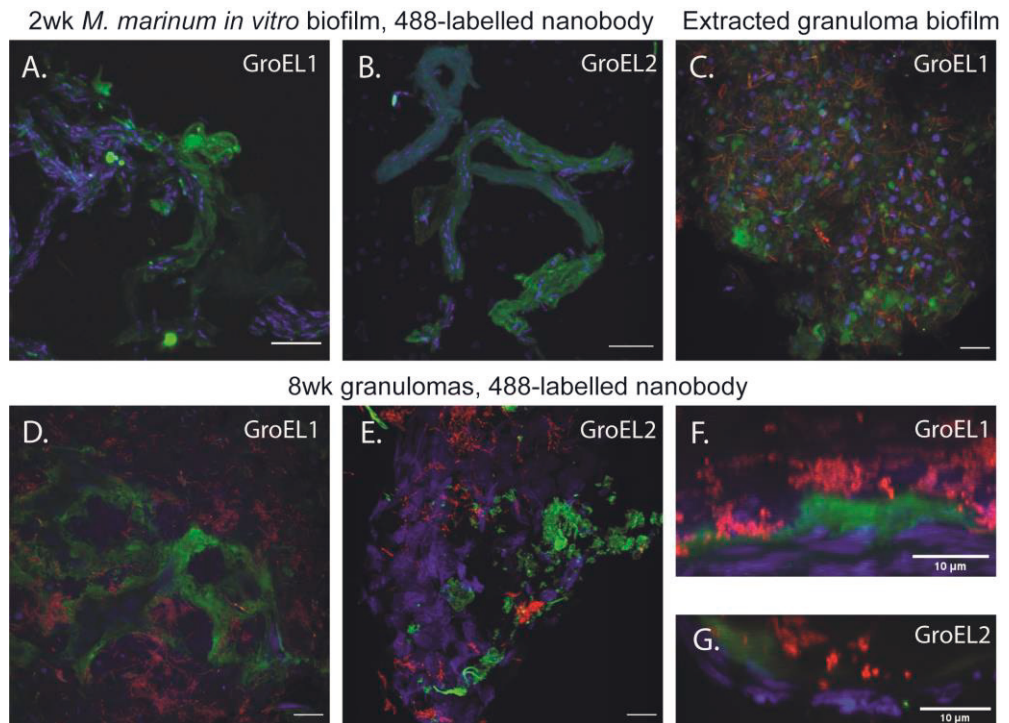 2wk M. marinum in vitro biofilm, 488-labelled nanobody
Extracted granuloma biofilm
A. GroEL1
B. GroEL2
C. GroEL1
8wk granulomas, 488-labelled nanobody
D. GroEL1
E. GroEL2
F. GroEL1
10 µm
G. GroEL2
10 µm